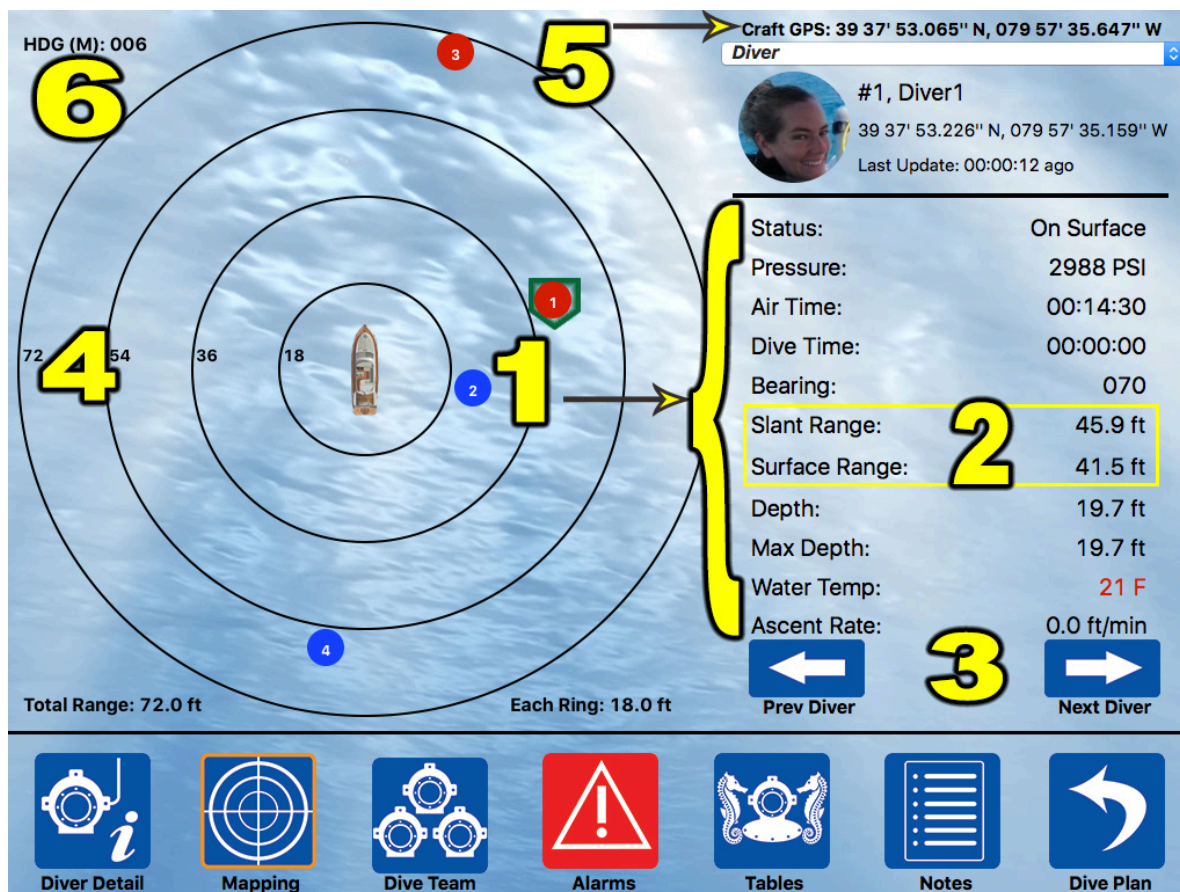 HDG (M): 006
6
3
5
Craft GPS: 39 37' 53.065" N, 079 57' 35.647" W
Diver
#1, Diver1
39 37' 53.226" N, 079 57' 35.159" W
Last Update: 00:00:12 ago
72
4
54
36
18
1
2
1
4
Status: On Surface
Pressure: 2988 PSI
Air Time: 00:14:30
Dive Time: 00:00:00
Bearing: 070
Slant Range: 45.9 ft
2
Surface Range: 41.5 ft
Depth: 19.7 ft
Max Depth: 19.7 ft
Water Temp: 21 F
Ascent Rate: 0.0 ft/min
3
Prev Diver
Next Diver
Total Range: 72.0 ft
Each Ring: 18.0 ft
Diver Detail
Mapping
Dive Team
Alarms
Tables
Notes
Dive Plan